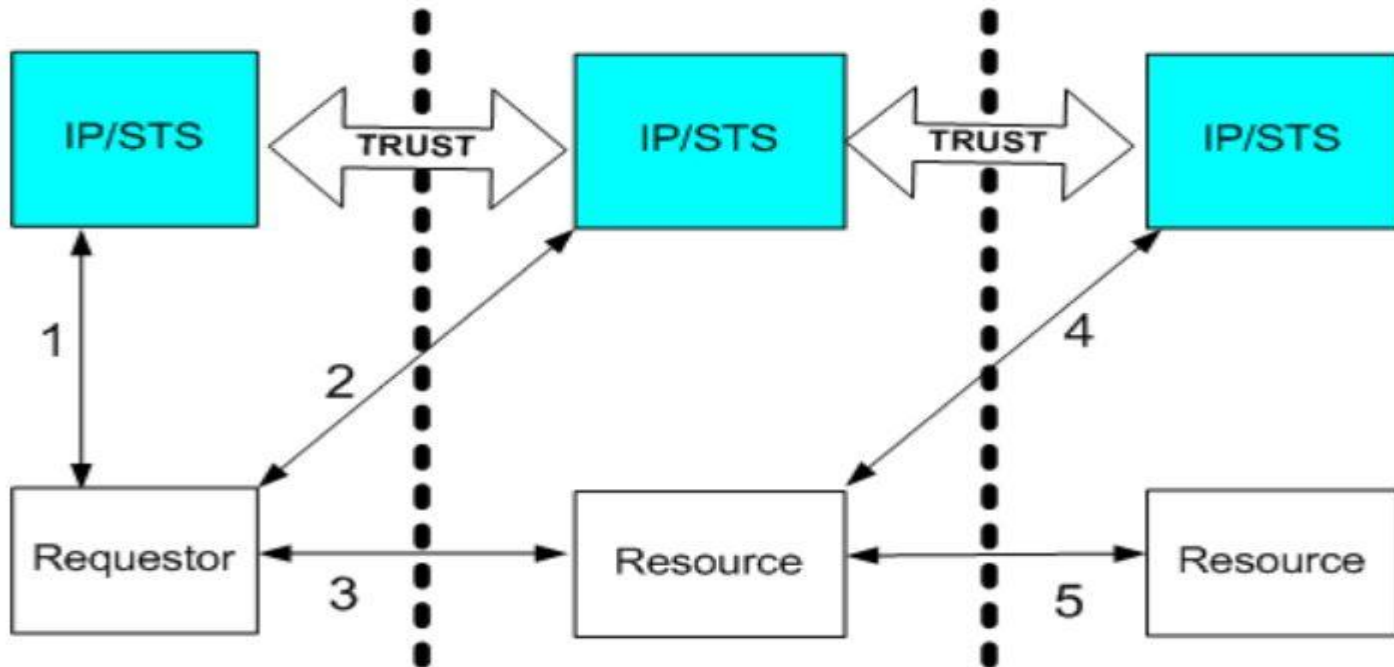 IP/STS
TRUST
IP/STS
TRUST
IP/STS
1
2
4
Requestor
3
Resource
5
Resource